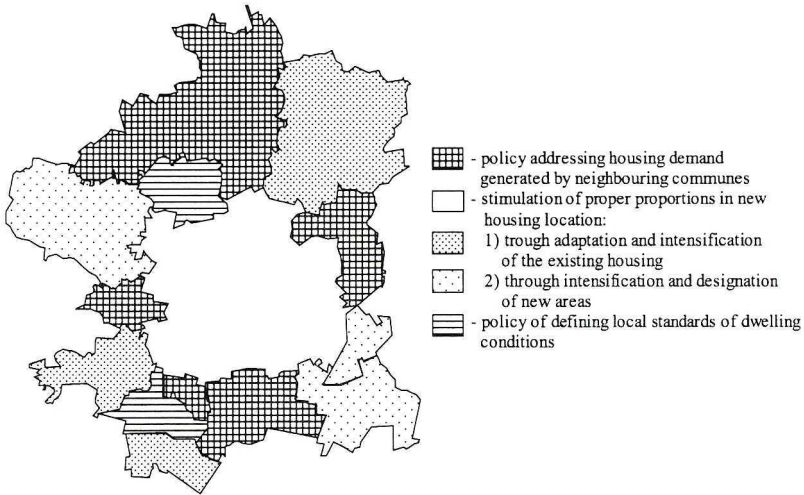 - policy addressing housing demand
generated by neighbouring communes
- stimulation of proper proportions in new
housing location:
1) trough adaptation and intensification
of the existing housing
2) through intensification and designation
of new areas
- policy of defining local standards of dwelling
conditions